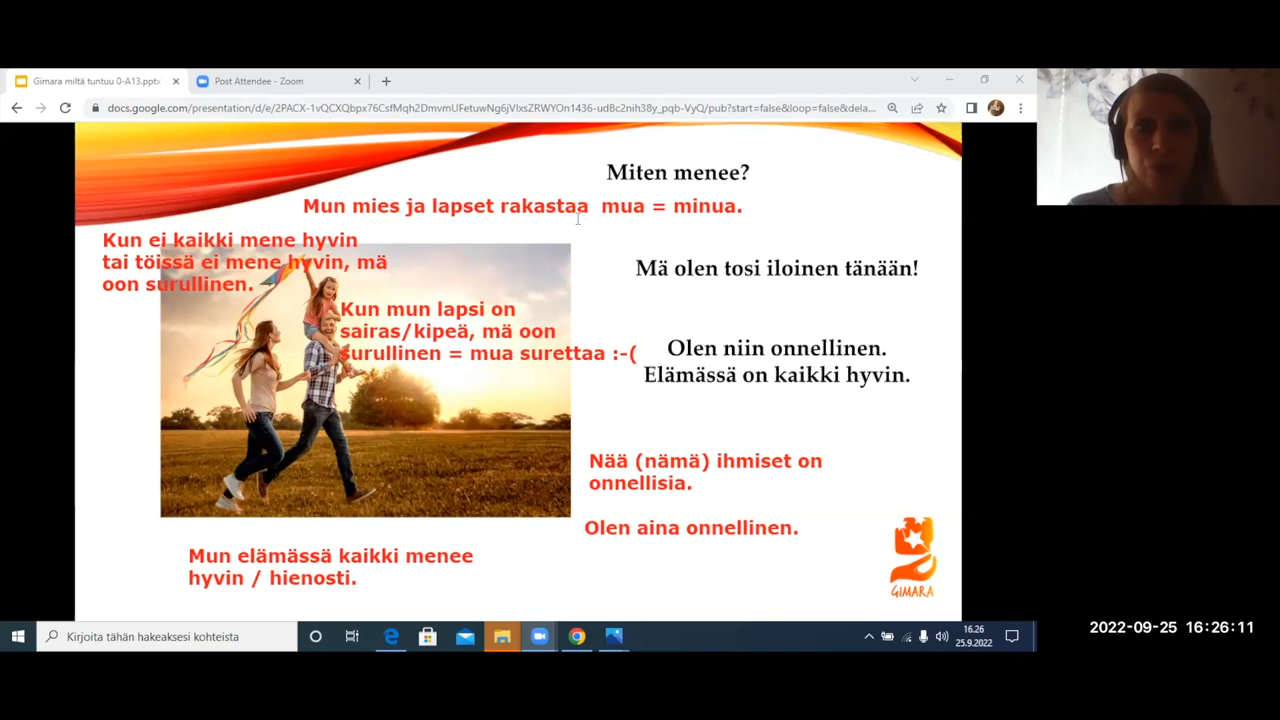 Gimara miltä tuntuu 0-A13.pptx
Post Attendee - Zoom
docs.google.com/presentation/d/e/2PACX-1vQCXQbpx76CsfMqh2DmvmUFetuwNg6jVlxsZRWYOn1436-udBc2nih38y_pqb-VyQ/pub?start=false&loop=false&dela...
Miten menee?
Mun mies ja lapset rakastaa mua = minua.
Kun ei kaikki mene hyvin
tai töissä ei mene hyvin, mä
oon surullinen.
Mä olen tosi iloinen tänään!
Kun mun lapsi on
sairas/kipeä, mä oon
surullinen = mua surettaa :-(
Olen niin onnellinen.
Elämässä on kaikki hyvin.
Nää (nämä) ihmiset on
onnellisia.
Olen aina onnellinen.
Mun elämässä kaikki menee
hyvin / hienosti.
GIMARA
Kirjoita tähän hakeaksesi kohteista
16.26
25.9.2022
2022-09-25 16:26:11